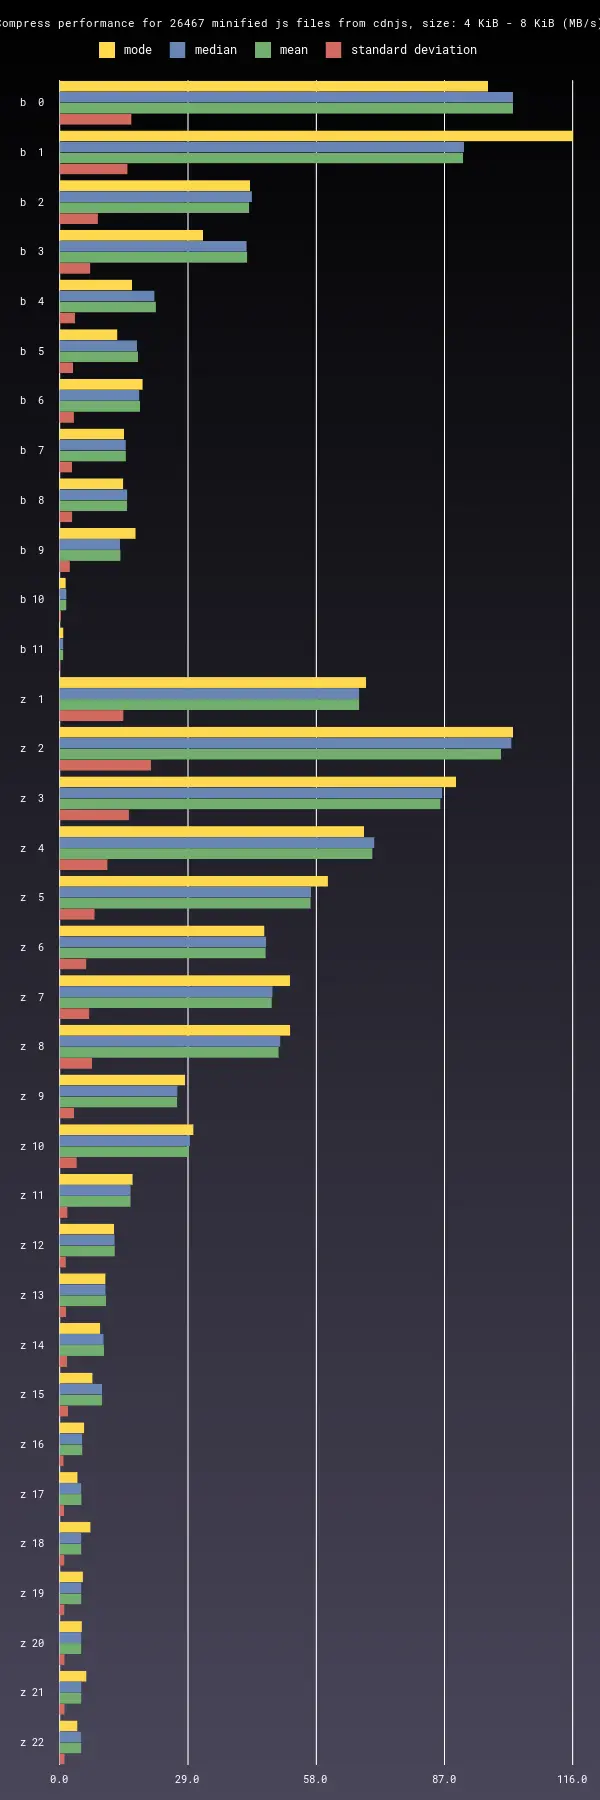 ompress performance for 26467 minified js files from cdnjs, size: 4 KiB - 8 KiB (MB/s)
mode median mean standard deviation
b 0
b 1
b 2
b 3
b 4
b 5
b 6
b 7
b 8
b 9
b 10
b 11
z 1
z 2
z 3
z 4
z 5
z 6
z 7
z 8
z 9
z 10
z 11
z 12
z 13
z 14
z 15
z 16
z 17
z 18
z 19
z 20
z 21
z 22
0.0 29.0 58.0 87.0 116.0